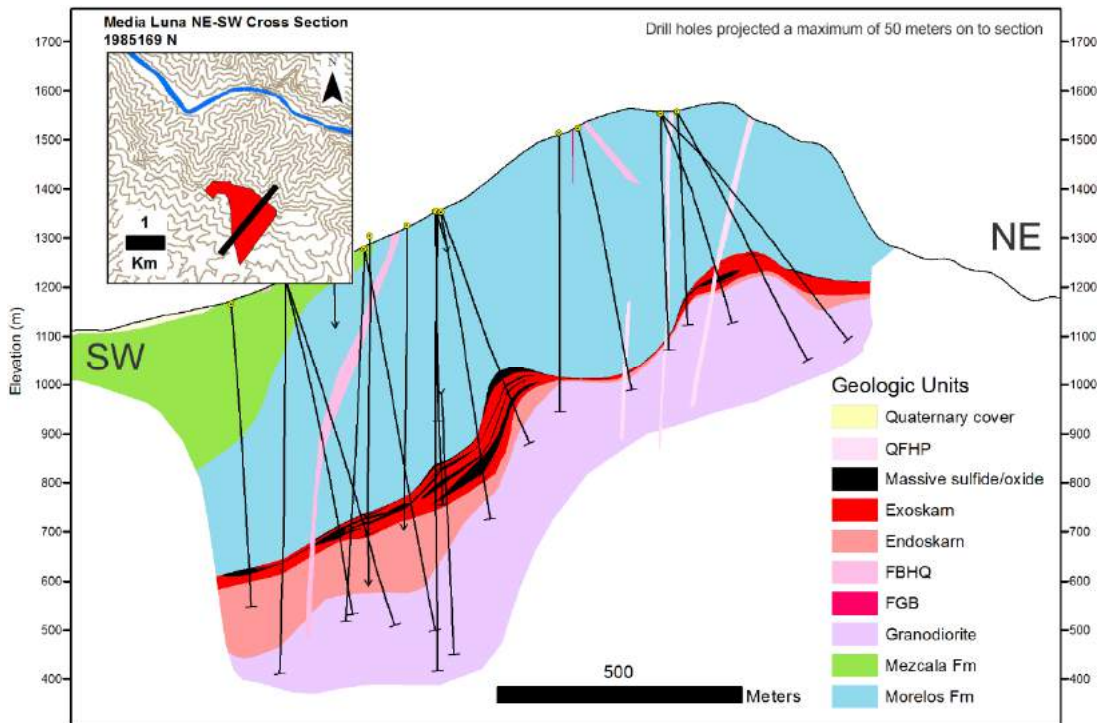 Media Luna NE-SW Cross Section
1985169 N
Drill holes projected a maximum of 50 meters on to section
N
1
Km
SW
NE
Elevation (m)
1700
1600
1500
1400
1300
1200
1100
1000
900
800
700
600
500
400
1700
1600
1500
1400
1300
1200
1100
1000
900
800
700
600
500
400
Geologic Units
Quaternary cover
QFHP
Massive sulfide/oxide
Exoskarn
Endoskarn
FBHQ
FGB
Granodiorite
Mezcala Fm
Morelos Fm
500
Meters